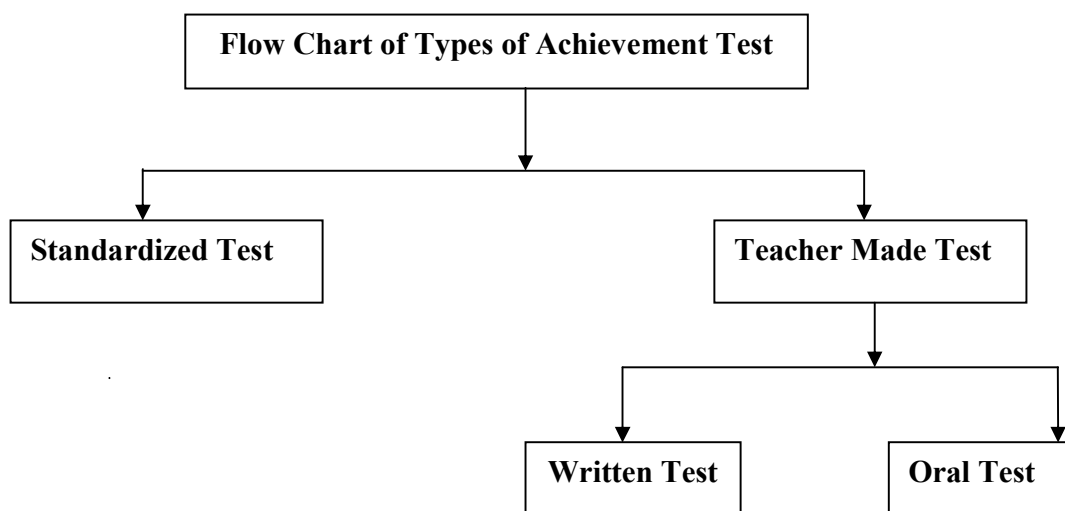 Flow Chart of Types of Achievement Test
Standardized Test
Teacher Made Test
Written Test
Oral Test